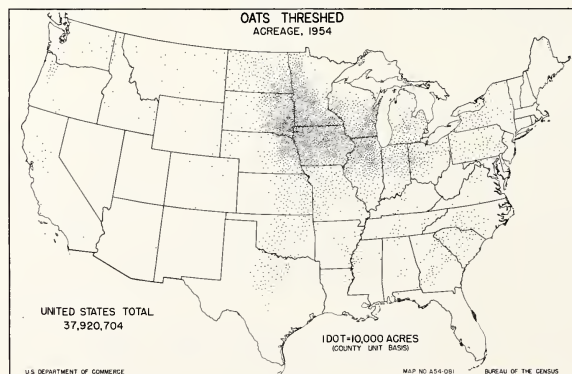 OATS THRESHED
ACREAGE, 1954
UNITED STATES TOTAL
37,920,704
1 DOT=10,000 ACRES
(COUNTY UNIT BASIS)
U.S. DEPARTMENT OF COMMERCE
MAP NO. A54-081
BUREAU OF THE CENSUS